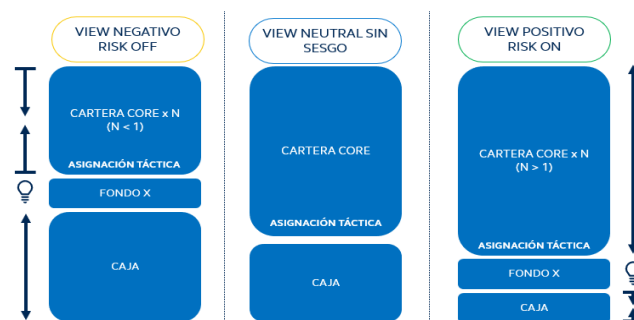 VIEW NEGATIVO
RISK OFF
CARTERA CORE x N
(N < 1)
ASIGNACIÓN TÁCTICA
FONDO X
CAJA
VIEW NEUTRAL SIN
SESGO
CARTERA CORE
ASIGNACIÓN TÁCTICA
CAJA
VIEW POSITIVO
RISK ON
CARTERA CORE x N
(N > 1)
ASIGNACIÓN TÁCTICA
FONDO X
CAJA